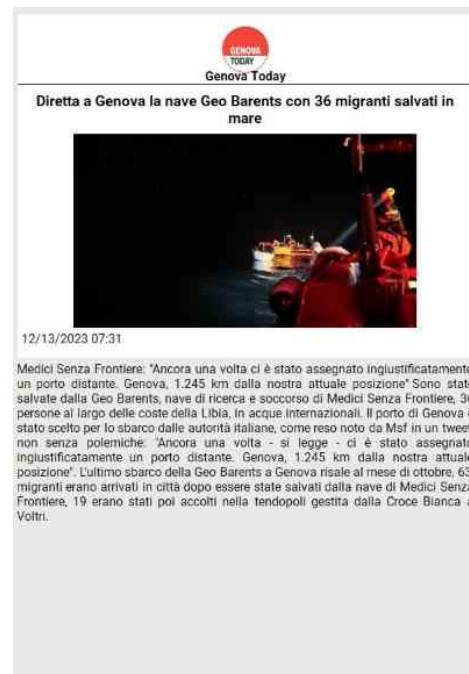 GENOVA
TODAY
Genova Today
Diretta a Genova la nave Geo Barents con 36 migranti salvati in
mare
12/13/2023 07:31
Medici Senza Frontiere: "Ancora una volta ci è stato assegnato ingiustificatamente
un porto distante. Genova, 1.245 km dalla nostra attuale posizione" Sono state
salvate dalla Geo Barents, nave di ricerca e soccorso di Medici Senza Frontiere, 36
persone al largo delle coste della Libia, in acque internazionali. Il porto di Genova
stato scelto per lo sbarco dalle autorità italiane, come reso noto da Msf in un tweet
non senza polemiche: "Ancora una volta - si legge - ci è stato assegnato
ingiustificatamente un porto distante. Genova, 1.245 km dalla nostra attuale
posizione". L'ultimo sbarco della Geo Barents a Genova risale al mese di ottobre, 63
migranti erano arrivati in città dopo essere state salvati dalla nave di Medici Senza
Frontiere, 19 erano stati poi accolti nella tendopoli gestita dalla Croce Bianca
Voltri.